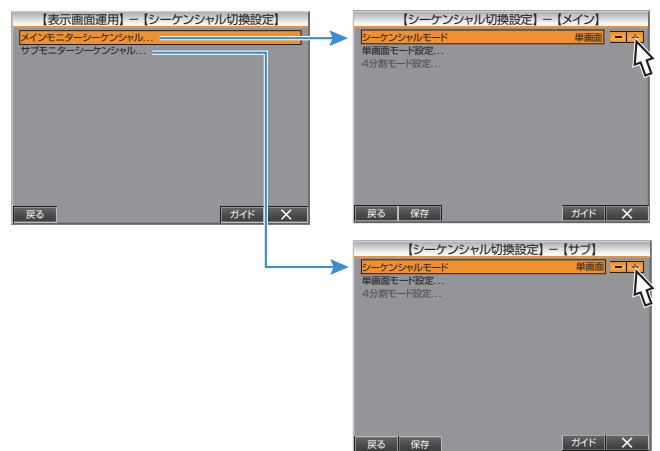 【表示画面運用】－【シーケンシャル切換設定】
メインモニターシーケンシャル...
サブモニターシーケンシャル...
戻る ガイド ×
【シーケンシャル切換設定】－【メイン】
シーケンシャルモード 単画面 － ＋
単画面モード設定...
4分割モード設定...
戻る 保存 ガイド ×
【シーケンシャル切換設定】－【サブ】
シーケンシャルモード 単画面 － ＋
単画面モード設定...
4分割モード設定...
戻る 保存 ガイド ×